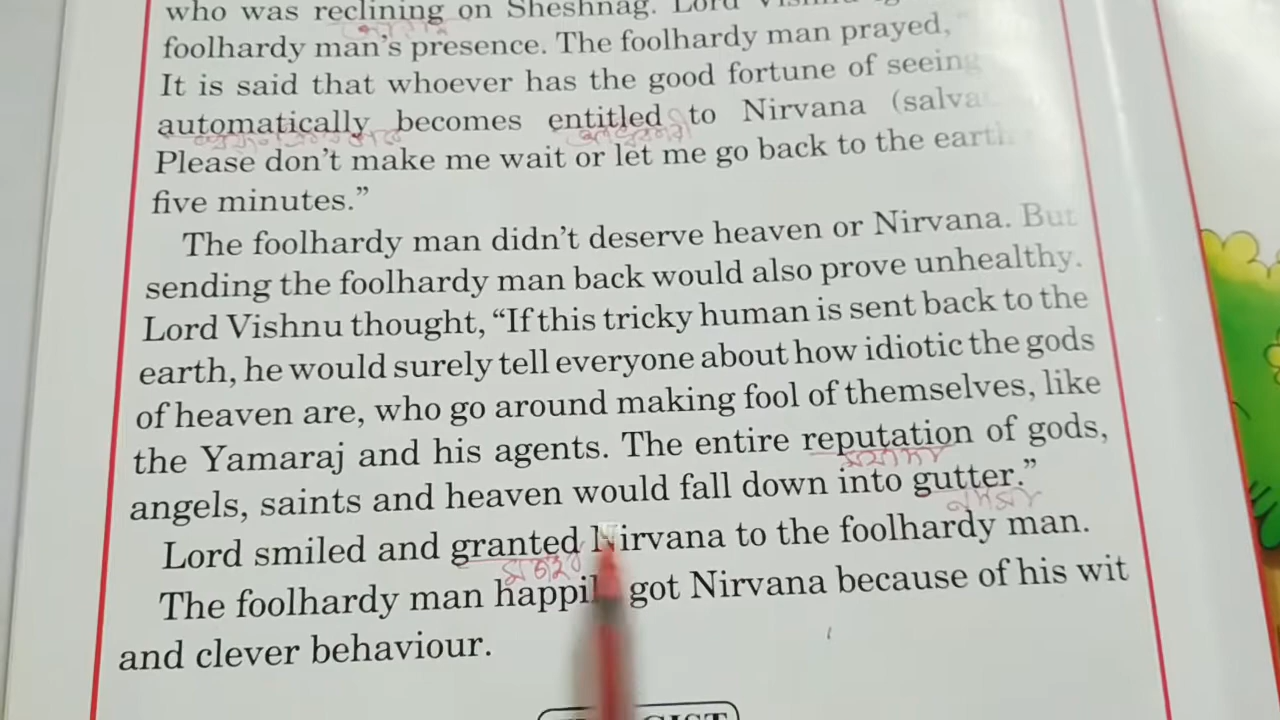 who was reclining on Sheshnag. Lord
foolhardy man's presence. The foolhardy man prayed,
It is said that whoever has the good fortune of seeing
automatically becomes entitled to Nirvana
Please don't make me wait or let me go back to the earth
five minutes."
The foolhardy man didn't deserve heaven or Nirvana. But
sending the foolhardy man back would also prove unhealthy.
Lord Vishnu thought, "If this tricky human is sent back to the
earth, he would surely tell everyone about how idiotic the gods
of heaven are, who go around making fool of themselves, like
the Yamaraj and his agents. The entire reputation of gods,
angels, saints and heaven would fall down into gutter."
Lord smiled and granted Nirvana to the foolhardy man.
The foolhardy man happily got Nirvana because of his wit
and clever behaviour.